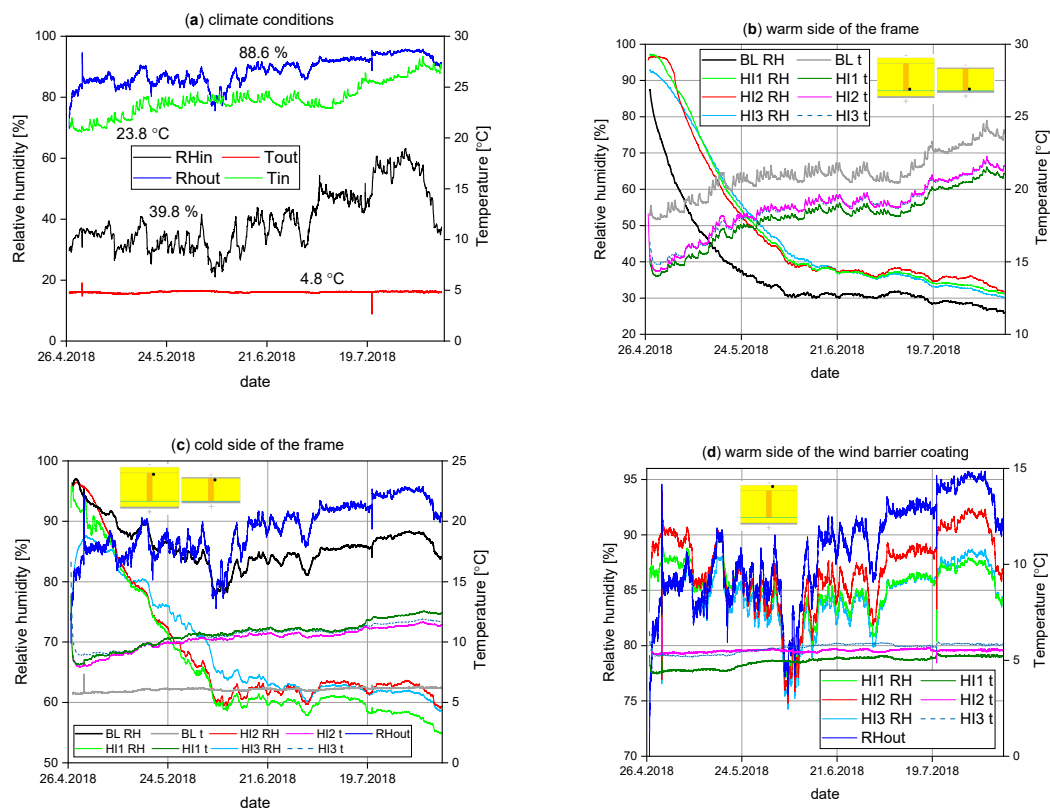 (a) climate conditions
100
80
60
40
20
0
Relative humidity [%]
30
25
20
15
10
5
0
Temperature [°C]
88.6 %
23.8 °C
39.8 %
4.8 °C
RHin Tout
Rhout Tin
26.4.2018 24.5.2018 21.6.2018 19.7.2018
date
(b) warm side of the frame
100
90
80
70
60
50
40
30
20
Relative humidity [%]
30
25
20
15
10
Temperature [°C]
BL RH BL t
HI1 RH HI1 t
HI2 RH HI2 t
HI3 RH HI3 t
26.4.2018 24.5.2018 21.6.2018 19.7.2018
date
(c) cold side of the frame
100
90
80
70
60
50
Relative humidity [%]
25
20
15
10
5
0
Temperature [°C]
BL RH BL t HI2 RH HI2 t RHout
HI1 RH HI1 t HI3 RH HI3 t
26.4.2018 24.5.2018 21.6.2018 19.7.2018
date
(d) warm side of the wind barrier coating
95
90
85
80
75
70
Relative humidity [%]
15
10
5
0
Temperature [°C]
HI1 RH HI1 t
HI2 RH HI2 t
HI3 RH HI3 t
RHout
26.4.2018 24.5.2018 21.6.2018 19.7.2018
date